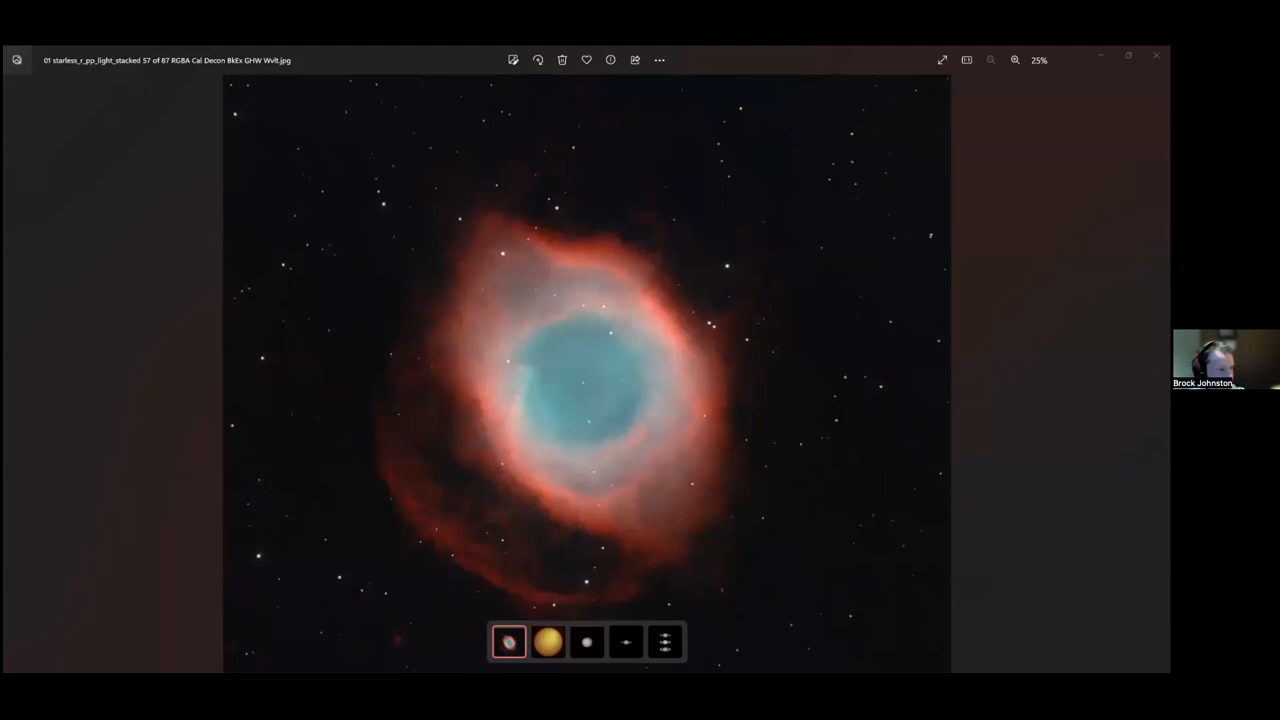 01 starless_r_pp_light_stacked 57 of 87 RGBA Cal Decon BkEx GHW Wvlt.jpg
25%
Brock Johnston